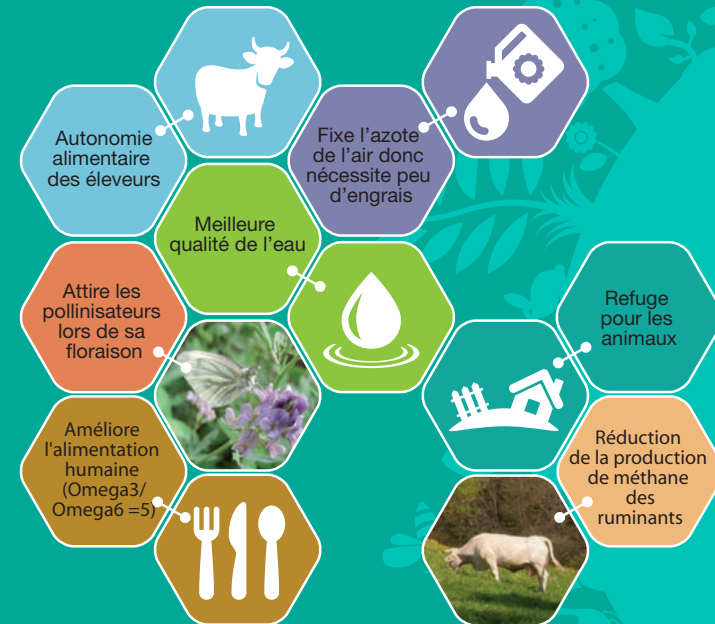 Autonomie
alimentaire
des éleveurs
Fixe l’azote
de l’air donc
nécessite peu
d’engrais
Meilleure
qualité de l’eau
Attire les
pollinisateurs
lors de sa
floraison
Refuge
pour les
animaux
Améliore
l'alimentation
humaine
(Omega3/
Omega6 =5)
Réduction
de la production
de méthane
des
ruminants